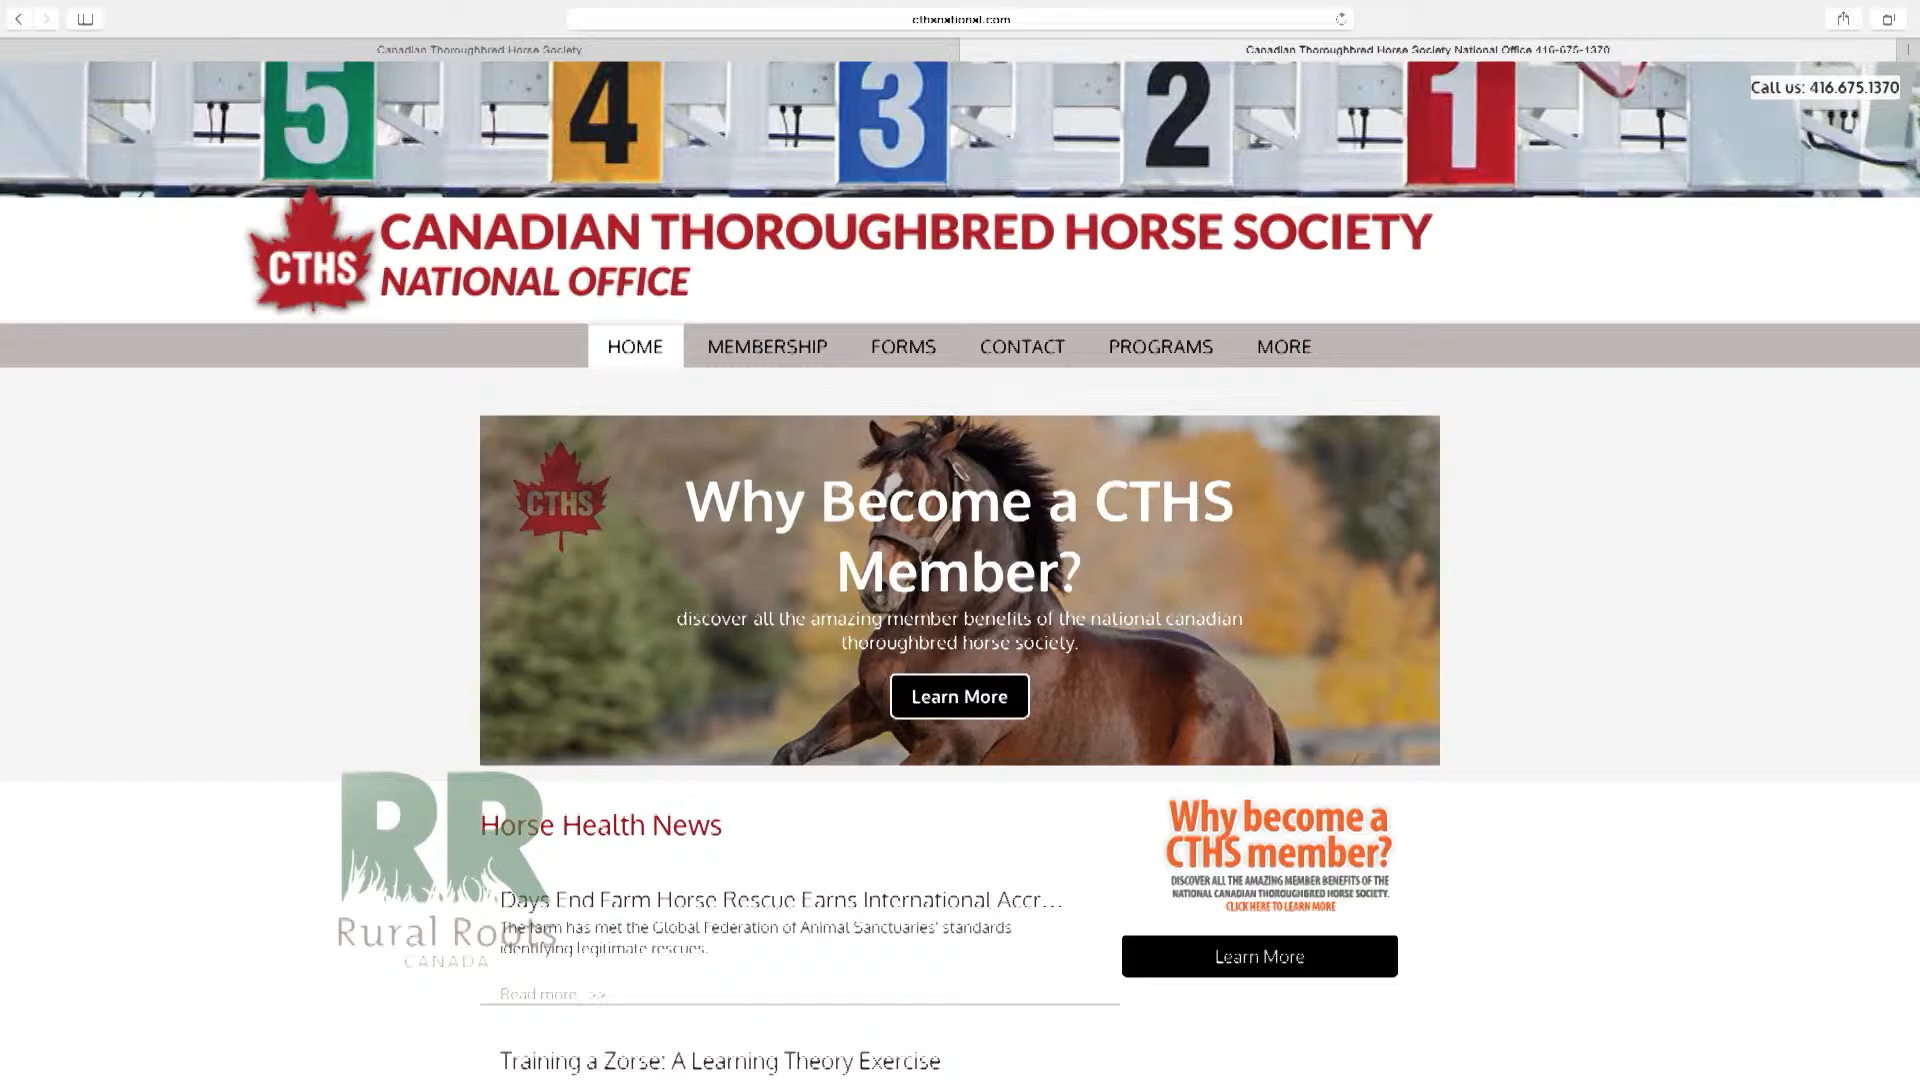 cthsnational.com
Canadian Thoroughbred Horse Society
Canadian Thoroughbred Horse Society National Office 416-675-1370
5 4 3 2 1
Call us: 416.675.1370
CTHS
CANADIAN THOROUGHBRED HORSE SOCIETY
NATIONAL OFFICE
HOME MEMBERSHIP FORMS CONTACT PROGRAMS MORE
CTHS
Why Become a CTHS
Member?
discover all the amazing member benefits of the national canadian
thoroughbred horse society.
Learn More
RR
Rural Roots
CANADA
Horse Health News
Days End Farm Horse Rescue Earns International Accr...
The farm has met the Global Federation of Animal Sanctuaries' standards
identifying legitimate rescues.
Read more >>
Training a Zorse: A Learning Theory Exercise
Why become a
CTHS member?
DISCOVER ALL THE AMAZING MEMBER BENEFITS OF THE
NATIONAL CANADIAN THOROUGHBRED HORSE SOCIETY.
CLICK HERE TO LEARN MORE
Learn More